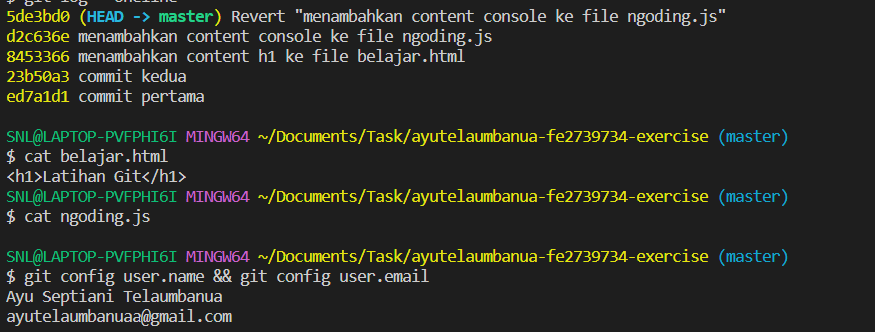 $ git log --oneline
5de3bd0 (HEAD -> master) Revert "menambahkan content console ke file ngoding.js"
d2c636e menambahkan content console ke file ngoding.js
8453366 menambahkan content h1 ke file belajar.html
23b50a3 commit kedua
ed7a1d1 commit pertama
SNL@LAPTOP-PVFPHI6I MINGW64 ~/Documents/Task/ayutelaumbanua-fe2739734-exercise (master)
$ cat belajar.html
<h1>Latihan Git</h1>
SNL@LAPTOP-PVFPHI6I MINGW64 ~/Documents/Task/ayutelaumbanua-fe2739734-exercise (master)
$ cat ngoding.js
SNL@LAPTOP-PVFPHI6I MINGW64 ~/Documents/Task/ayutelaumbanua-fe2739734-exercise (master)
$ git config user.name && git config user.email
Ayu Septiani Telaumbanua
ayutelaumbanuaa@gmail.com